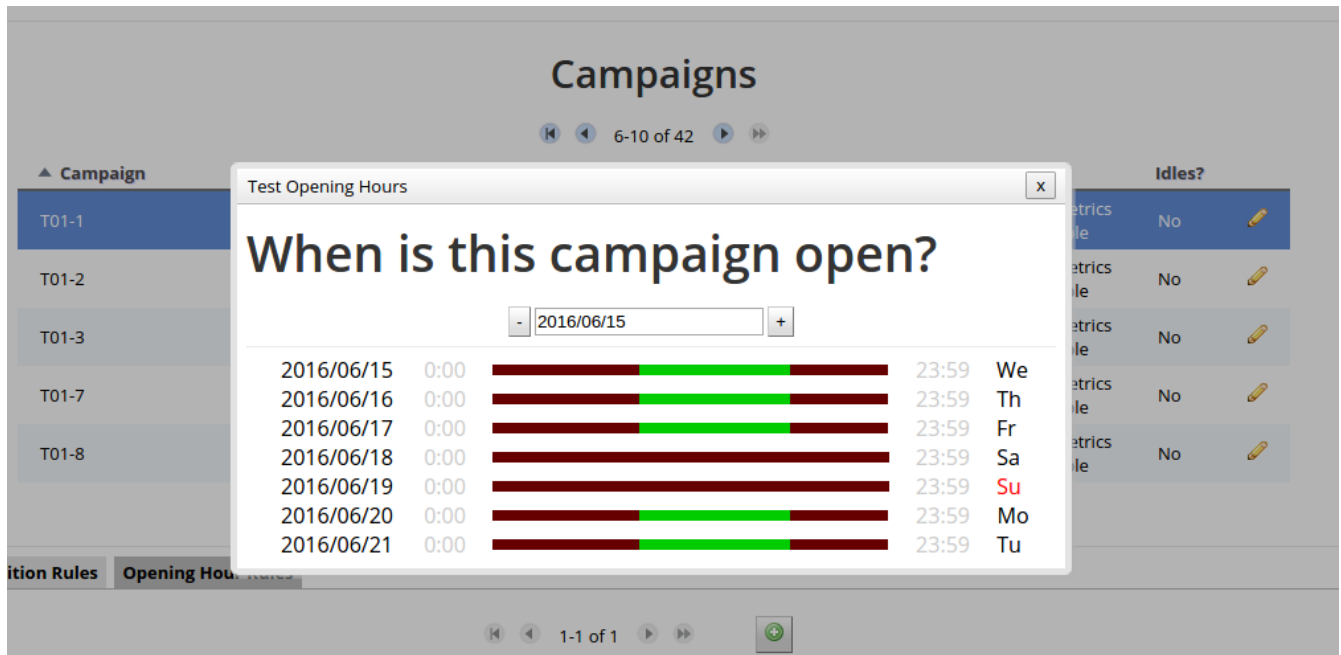 Campaigns
6-10 of 42
Campaign Idles?
Test Opening Hours x
When is this campaign open?
- 2016/06/15 +
T01-1 No
T01-2 No
T01-3 No
T01-7 No
T01-8 No
2016/06/15 0:00 23:59 We
2016/06/16 0:00 23:59 Th
2016/06/17 0:00 23:59 Fr
2016/06/18 0:00 23:59 Sa
2016/06/19 0:00 23:59 Su
2016/06/20 0:00 23:59 Mo
2016/06/21 0:00 23:59 Tu
ition Rules Opening Hour Rules
1-1 of 1